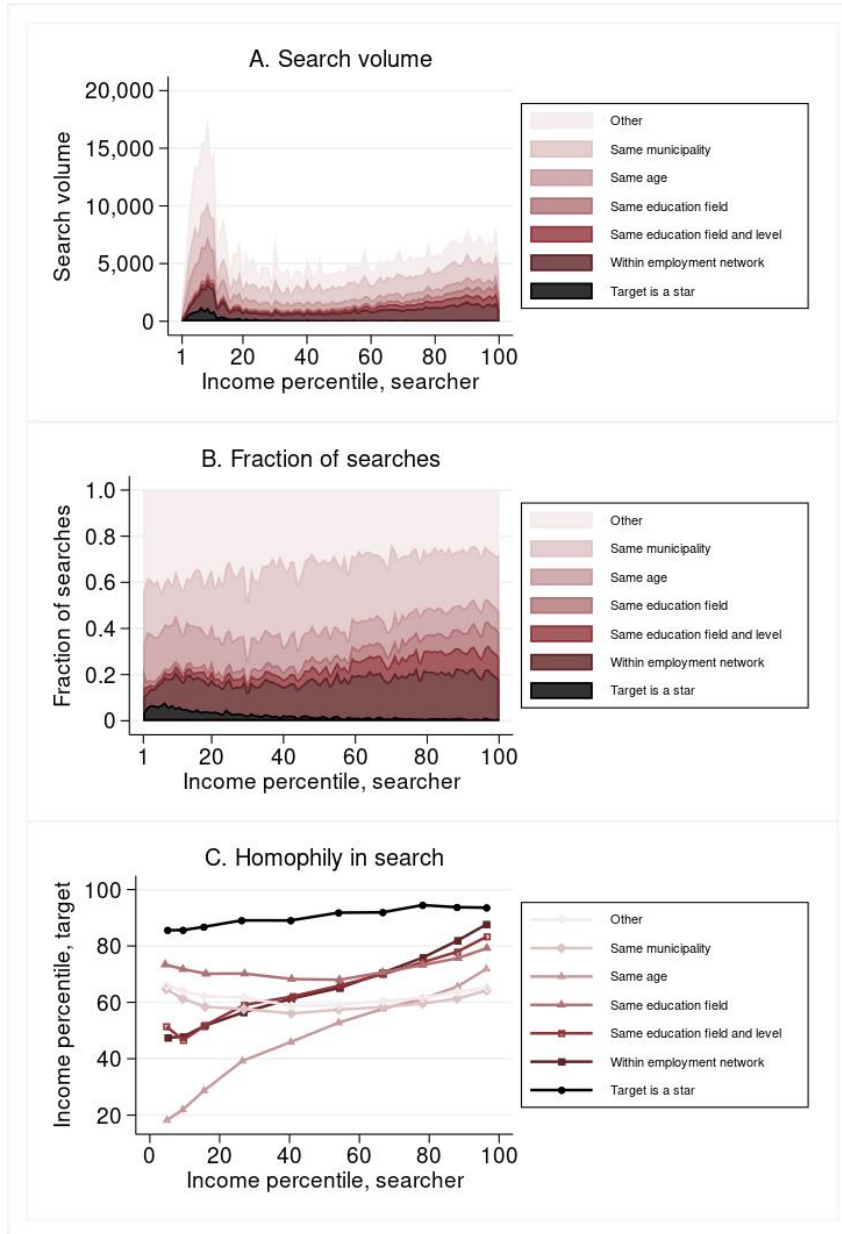 A. Search volume
Search volume
20,000
15,000
10,000
5,000
0
1 20 40 60 80 100
Income percentile, searcher
Other
Same municipality
Same age
Same education field
Same education field and level
Within employment network
Target is a star
B. Fraction of searches
Fraction of searches
1.0
0.8
0.6
0.4
0.2
0
1 20 40 60 80 100
Income percentile, searcher
Other
Same municipality
Same age
Same education field
Same education field and level
Within employment network
Target is a star
C. Homophily in search
Income percentile, target
100
80
60
40
20
0 20 40 60 80 100
Income percentile, searcher
Other
Same municipality
Same age
Same education field
Same education field and level
Within employment network
Target is a star